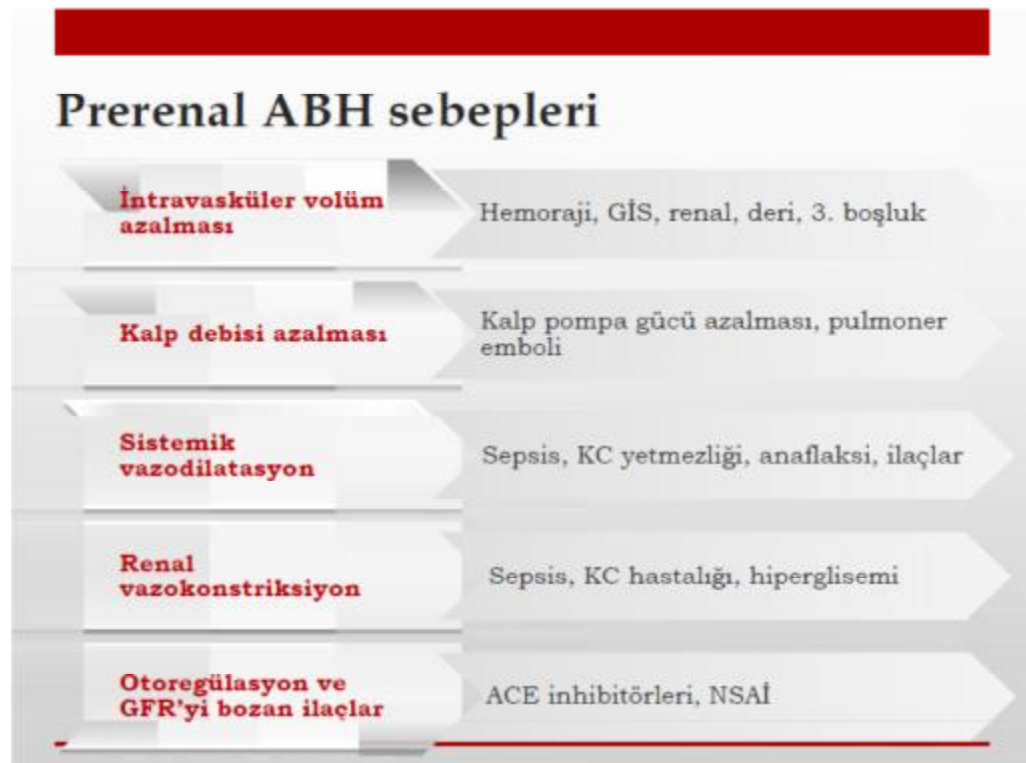 Prerenal ABH sebepleri
İntravasküler volüm
azalması
Hemoraji, GİS, renal, deri, 3. boşluk
Kalp debisi azalması
Kalp pompa gücü azalması, pulmoner
emboli
Sistemik
vazodilatasyon
Sepsis, KC yetmezliği, anaflaksi, ilaçlar
Renal
vazokonstriksiyon
Sepsis, KC hastalığı, hiperglisemi
Otoregülasyon ve
GFR'yi bozan ilaçlar
ACE inhibitörleri, NSAİ